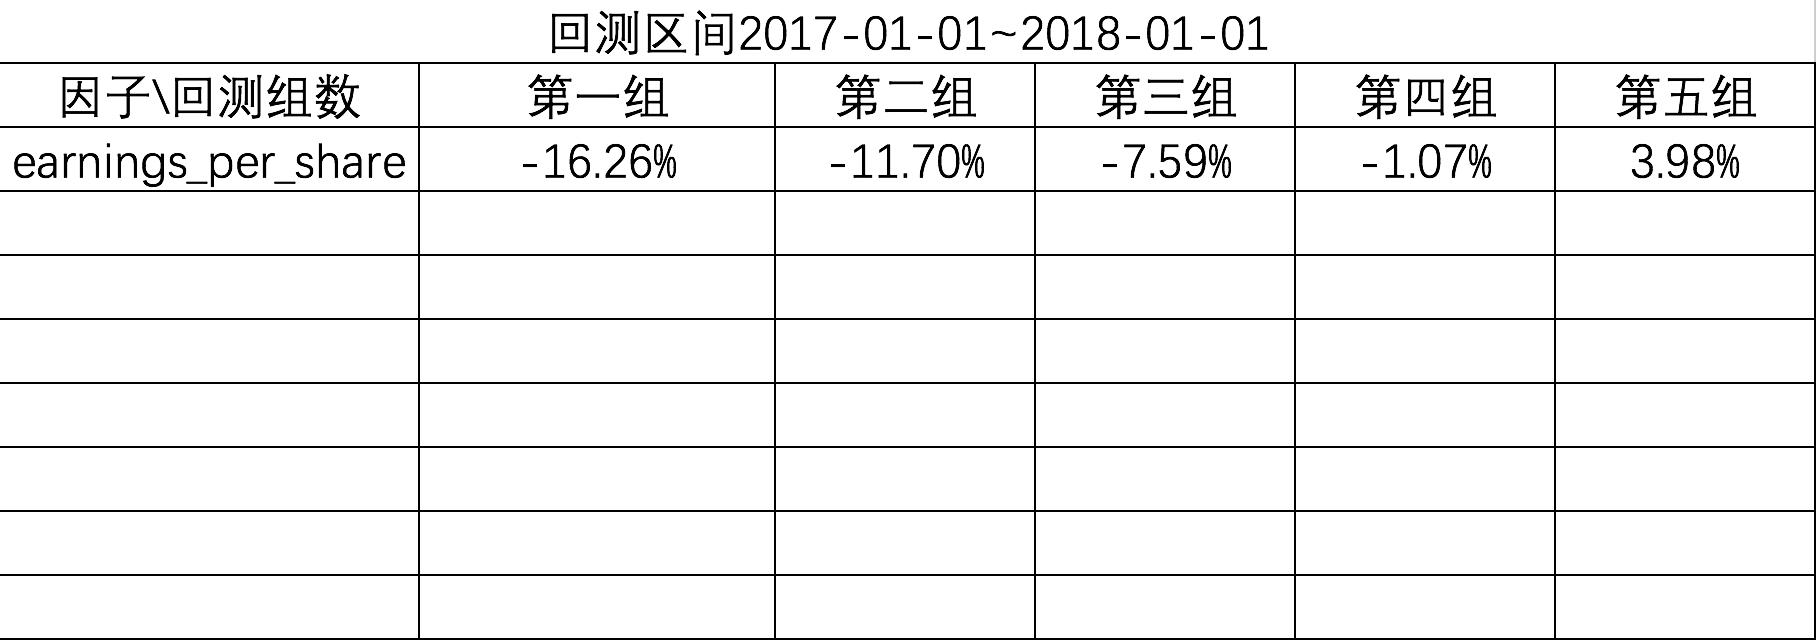 回测区间2017-01-01~2018-01-01
因子\回测组数 第一组 第二组 第三组 第四组 第五组
earnings_per_share -16.26% -11.70% -7.59% -1.07% 3.98%